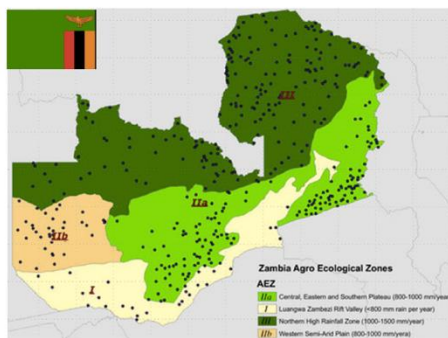 III
IIa
IIb
I
Zambia Agro Ecological Zones
AEZ
IIa Central, Eastern and Southern Plateau (800-1000 mm/year)
I Luangwa Zambezi Rift Valley (<800 mm rain per year)
III Northern High Rainfall Zone (1000-1500 mm/year)
IIb Western Semi-Arid Plain (800-1000 mm/yera)